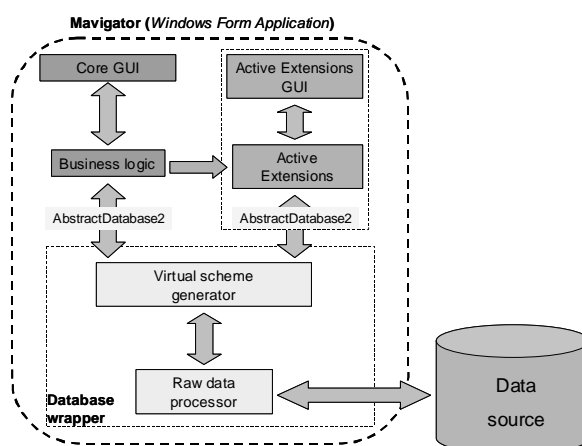 Mavigator (Windows Form Application)
Core GUI
Active Extensions
GUI
Business logic
Active
Extensions
AbstractDatabase2
AbstractDatabase2
Virtual scheme
generator
Raw data
processor
Database
wrapper
Data
source